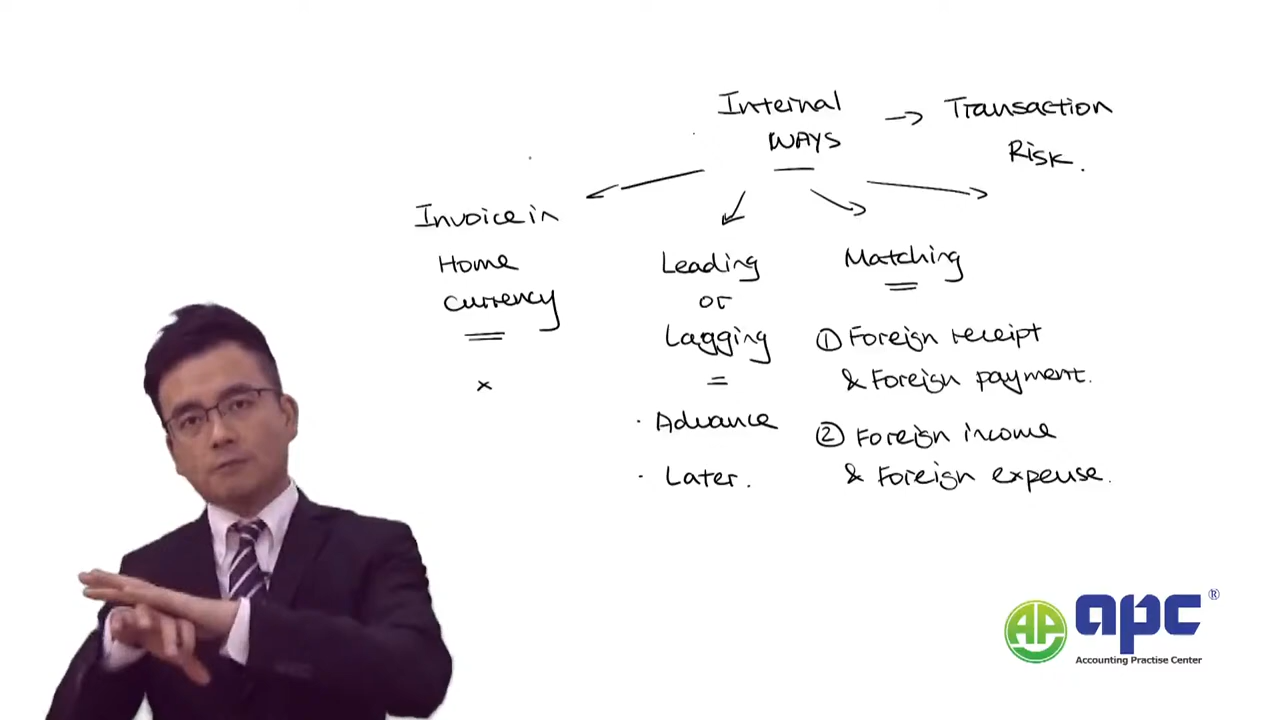 Internal
WAYS
→ Transaction
Risk.
Invoice in
Home
Currency
×
Leading
or
Lagging
· Advance
· Later.
Matching
① Foreign receipt
& Foreign payment.
② Foreign income
& Foreign expense.
AP apc®
Accounting Practise Center